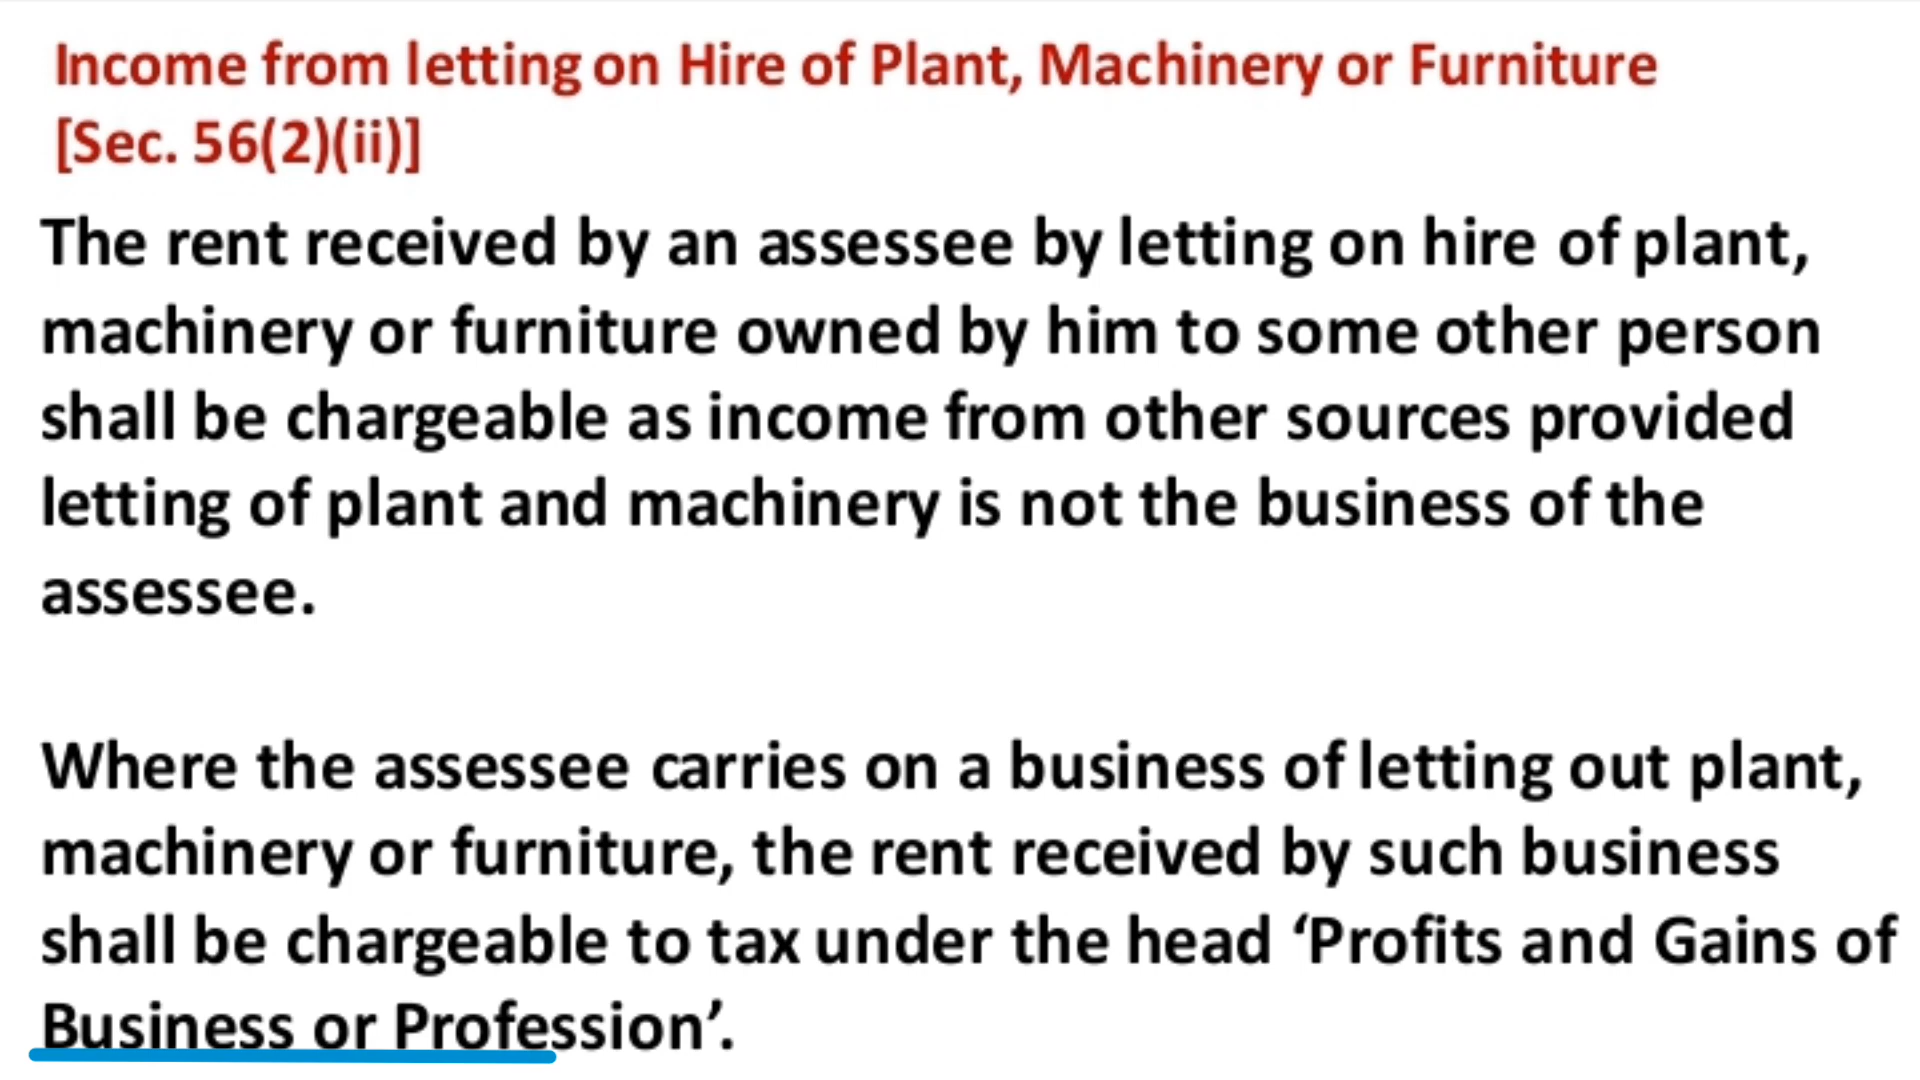 Income from letting on Hire of Plant, Machinery or Furniture
[Sec. 56(2)(ii)]
The rent received by an assessee by letting on hire of plant,
machinery or furniture owned by him to some other person
shall be chargeable as income from other sources provided
letting of plant and machinery is not the business of the
assessee.
Where the assessee carries on a business of letting out plant,
machinery or furniture, the rent received by such business
shall be chargeable to tax under the head ‘Profits and Gains of
Business or Profession’.